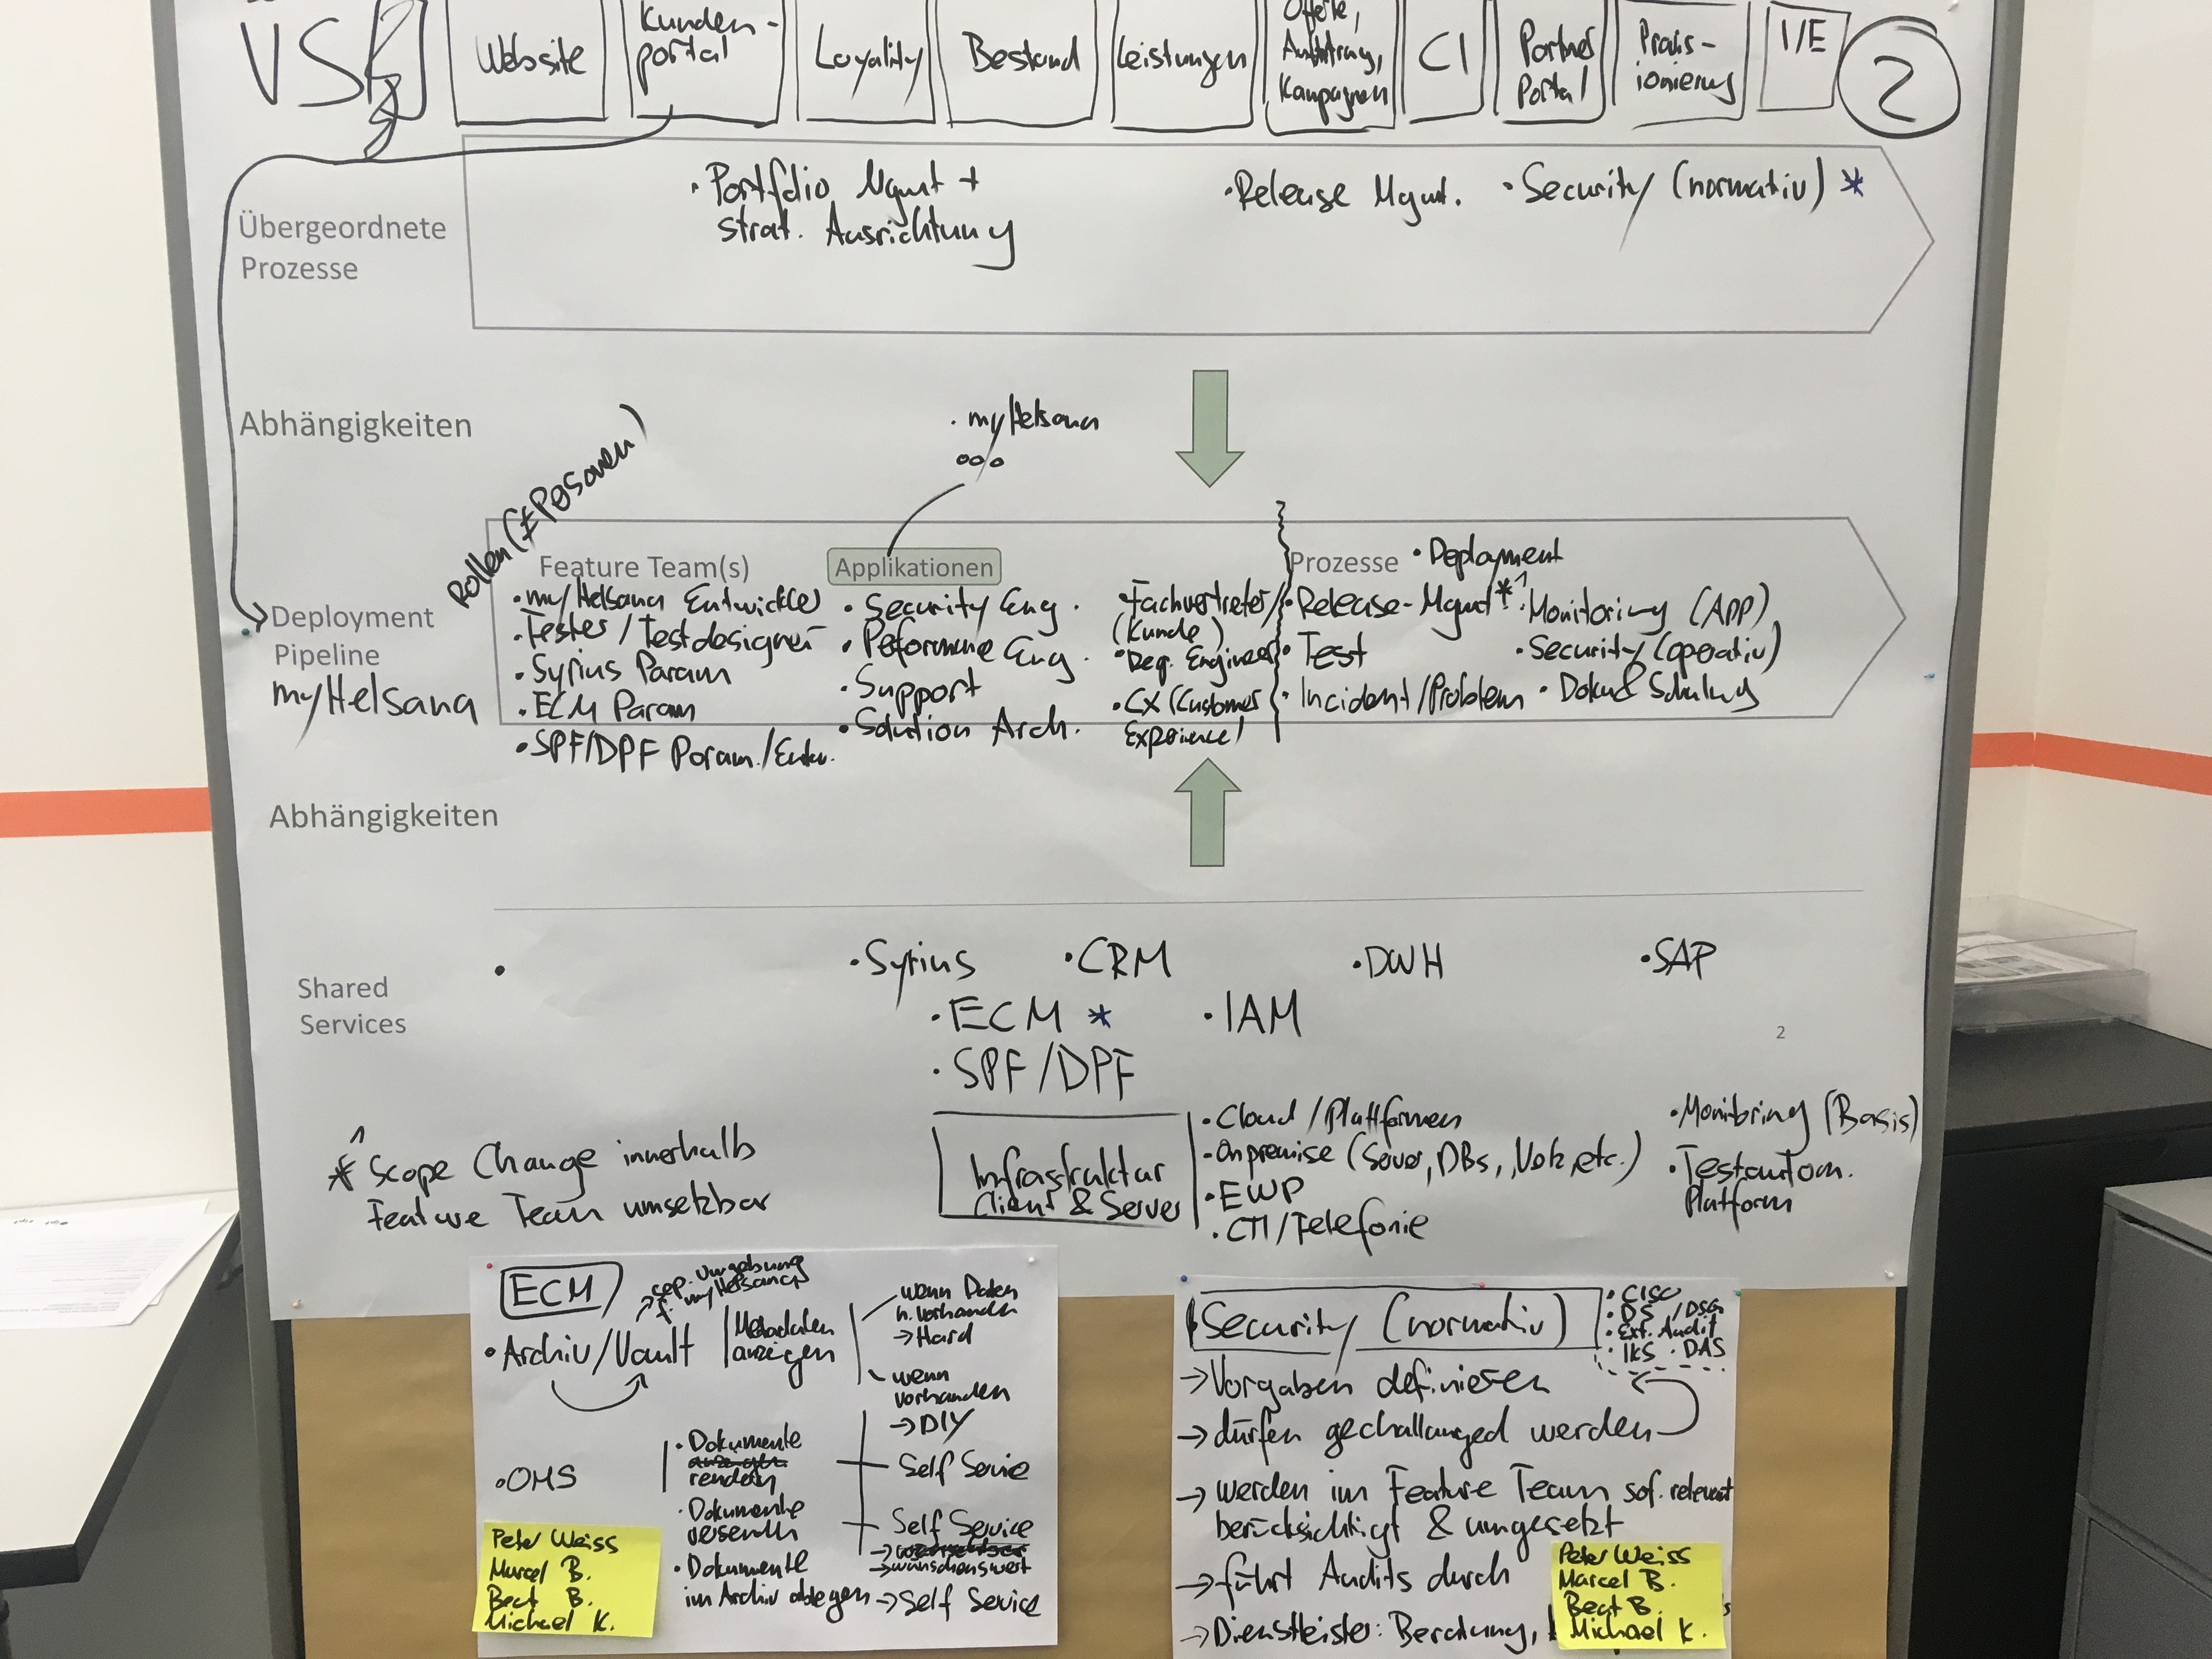 VS
Website
Kunden-
portal
Loyality
Bestand
Leistungen
Offerte,
Kampagnen
CI
Partner
Portal
Provis-
ionierung
I/E
2
Übergeordnete
Prozesse
• Portfolio Mgmt +
strat. Ausrichtung
• Release Mgmt.
• Security (normativ) *
Abhängigkeiten
• myHelsana
ooo
Rollen (≠ Personen)
Deployment
Pipeline
myHelsana
Feature Team(s)
• myHelsana Entwickler
• Tester / Testdesigner
• Syrius Param
• ECM Param
• SPF/DPF Param./Entw.
Applikationen
• Security Eng.
• Peformance Eng.
• Support
• Solution Arch.
• Fachvertreter/
(Kunde)
• Req. Engineer
• CX (Customer
Experience)
Prozesse
• Deployment
• Release-Mgmt *
• Test
• Incident/Problem
• Monitoring (APP)
• Security (operativ)
• Doku & Schulung
Abhängigkeiten
Shared
Services
•
• Syrius
• CRM
• DWH
• SAP
• ECM *
• IAM
• SPF/DPF
2
Infrastruktur
Client & Server
• Cloud/Plattformen
• Onpremise (Server, DBs, etc.)
• EWP
• CTI/Telefonie
• Monitoring (Basis)
• Testautom.
Platform
* Scope Change innerhalb
Feature Team umsetzbar
ECM
→ sep. Umgebung
f. myHelsana
• Archiv/Vault
Metadaten
anzeigen
wenn Daten
n. vorhanden
→ Hard
wenn
vorhanden
→ DIY
• OMS
• Dokumente
rendern
Self Service
• Dokumente
versenden
Self Service
→ wünschenswert
• Dokumente
im Archiv ablegen → Self Service
Peter Weiss
Marcel B.
Beat B.
Michael K.
Security (normativ)
• CISO
• DS / DSG
• Ext. Audit
• IKS • DAS
→ Vorgaben definieren
→ dürfen gechallanged werden
→ werden im Feature Team sof. relevant
berücksichtigt & umgesetzt
→ führt Audits durch
→ Dienstleister: Beratung,
Peter Weiss
Marcel B.
Beat B.
Michael K.